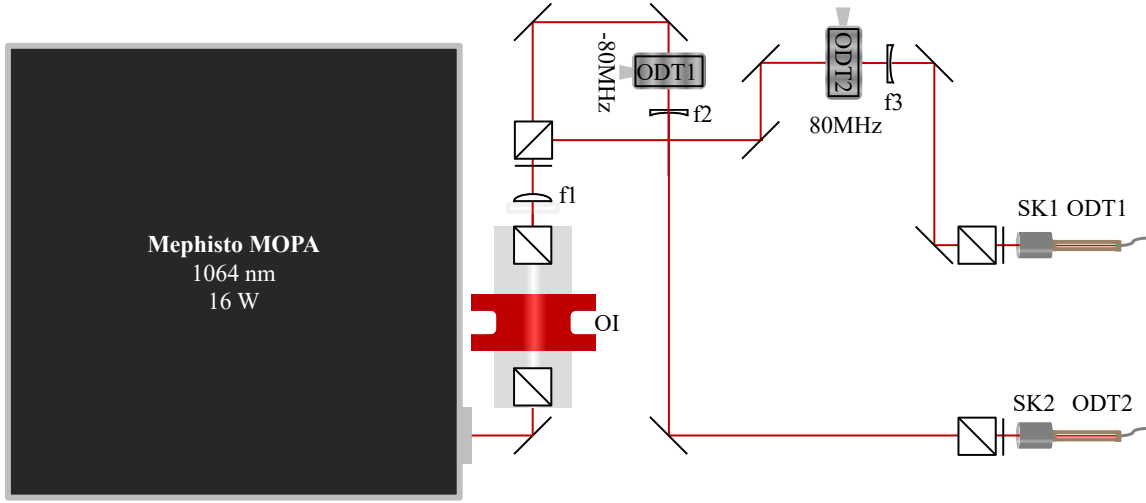 -80MHz
ODT1
ODT2
f2
f3
80MHz
f1
SK1 ODT1
Mephisto MOPA
1064 nm
16 W
OI
SK2 ODT2